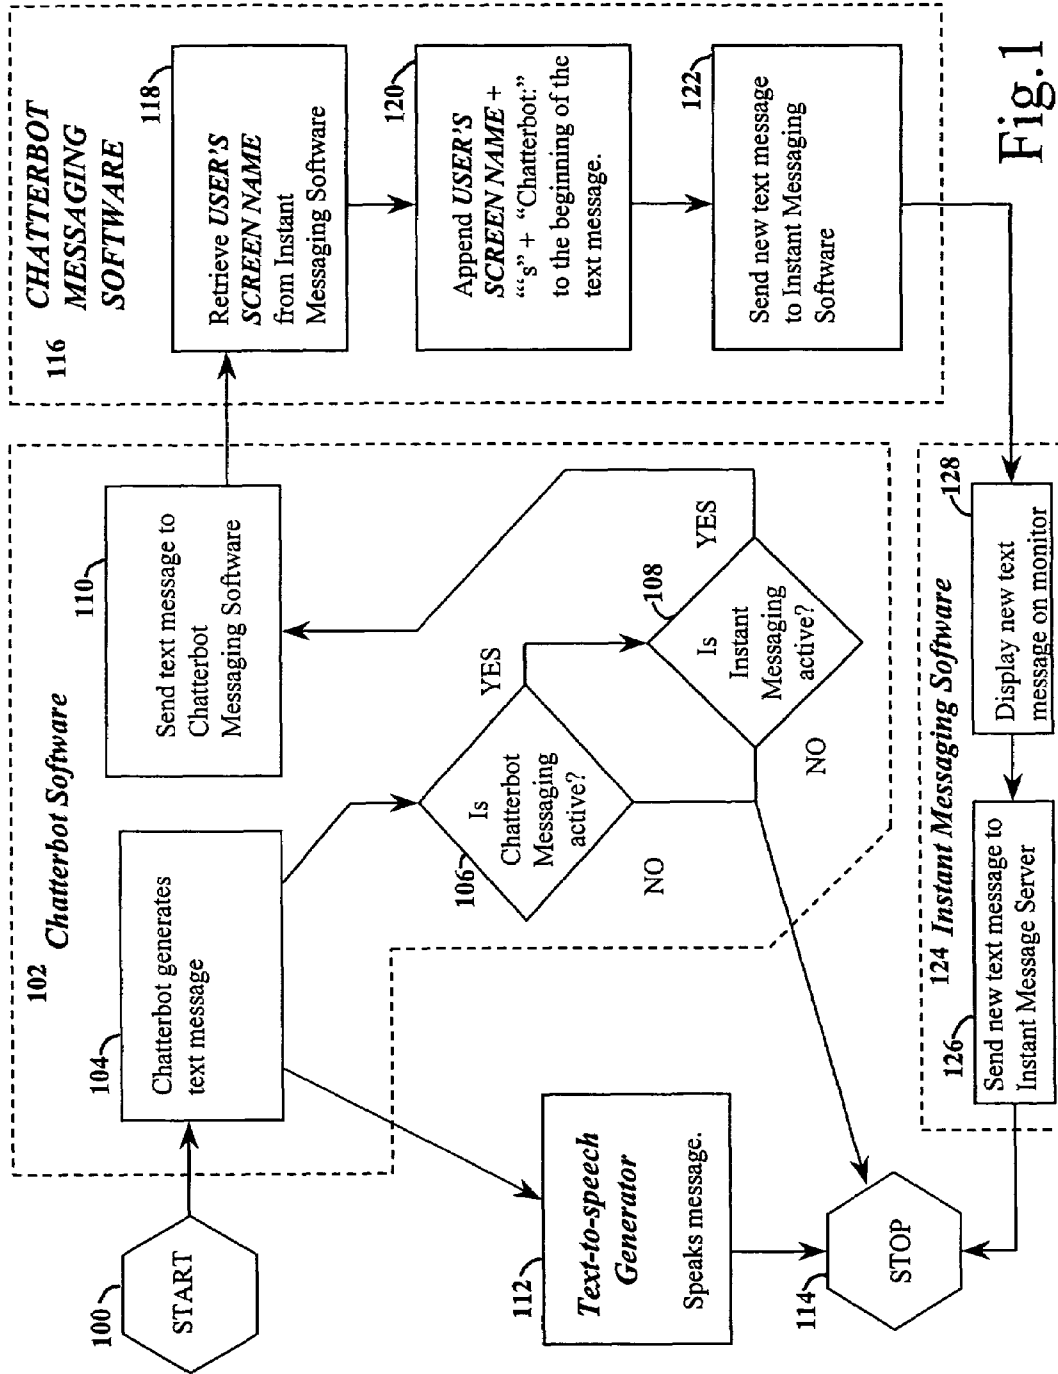 100
START
102
Chatterbot Software
104
Chatterbot generates
text message
106
Is
Chatterbot
Messaging
active?
YES
NO
108
Is
Instant
Messaging
active?
YES
NO
110
Send text message to
Chatterbot
Messaging Software
112
Text-to-speech
Generator
Speaks message.
114
STOP
116
CHATTERBOT
MESSAGING
SOFTWARE
118
Retrieve USER'S
SCREEN NAME
from Instant
Messaging Software
120
Append USER'S
SCREEN NAME +
“‘s” + “Chatterbot:”
to the beginning of the
text message.
122
Send new text message
to Instant Messaging
Software
124 Instant Messaging Software
128
Display new text
message on monitor
126
Send new text message to
Instant Message Server
Fig.1